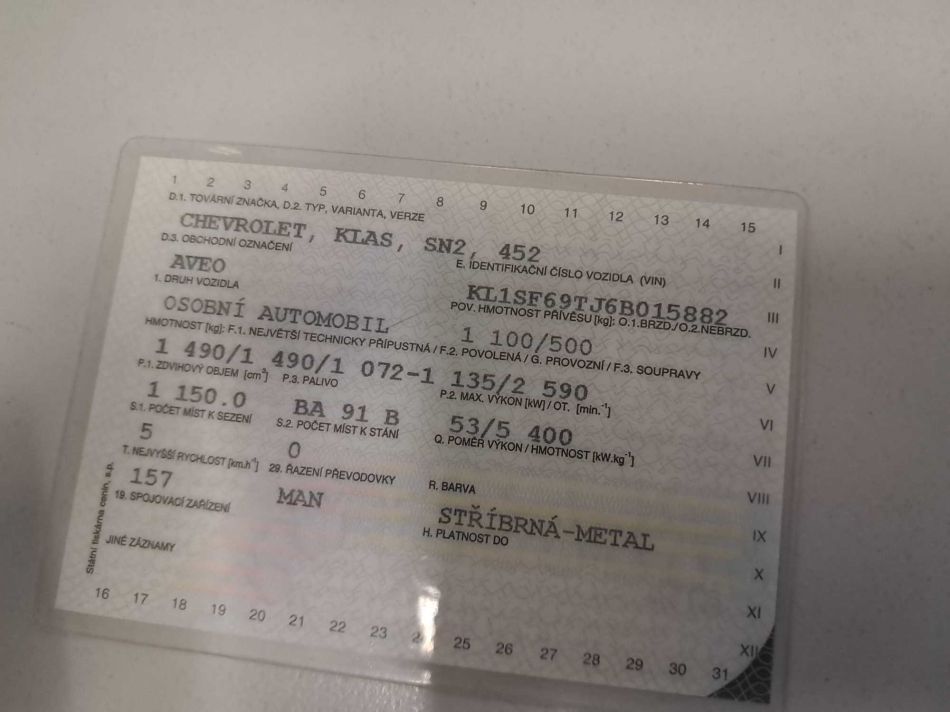 1 2 3 4 5 6 7 8 9 10 11 12 13 14 15
D.1. TOVÁRNÍ ZNAČKA, D.2. TYP, VARIANTA, VERZE
CHEVROLET, KLAS, SN2, 452
I
D.3. OBCHODNÍ OZNAČENÍ
E. IDENTIFIKAČNÍ ČÍSLO VOZIDLA (VIN)
II
AVEO
KL1SF69TJ6B015882
III
1. DRUH VOZIDLA
POV. HMOTNOST PŘÍVĚSU [kg]: O.1.BRZD./O.2.NEBRZD.
OSOBNÍ AUTOMOBIL
1 100/500
IV
HMOTNOST [kg]: F.1. NEJVĚTŠÍ TECHNICKY PŘÍPUSTNÁ / F.2. POVOLENÁ / G. PROVOZNÍ / F.3. SOUPRAVY
1 490/1 490/1 072-1 135/2 590
V
P.1. ZDVIHOVÝ OBJEM [cm³]
P.3. PALIVO
P.2. MAX. VÝKON [kW] / OT. [min.⁻¹]
1 150.0
BA 91 B
53/5 400
VI
S.1. POČET MÍST K SEZENÍ
S.2. POČET MÍST K STÁNÍ
Q. POMĚR VÝKON / HMOTNOST [kW.kg⁻¹]
5
0
VII
T. NEJVYŠŠÍ RYCHLOST [km.h⁻¹]
29. ŘAZENÍ PŘEVODOVKY
R. BARVA
VIII
157
MAN
STŘÍBRNÁ-METAL
IX
19. SPOJOVACÍ ZAŘÍZENÍ
H. PLATNOST DO
X
JINÉ ZÁZNAMY
XI
XII
Státní tiskárna cenin, s.p.
16 17 18 19 20 21 22 23 24 25 26 27 28 29 30 31